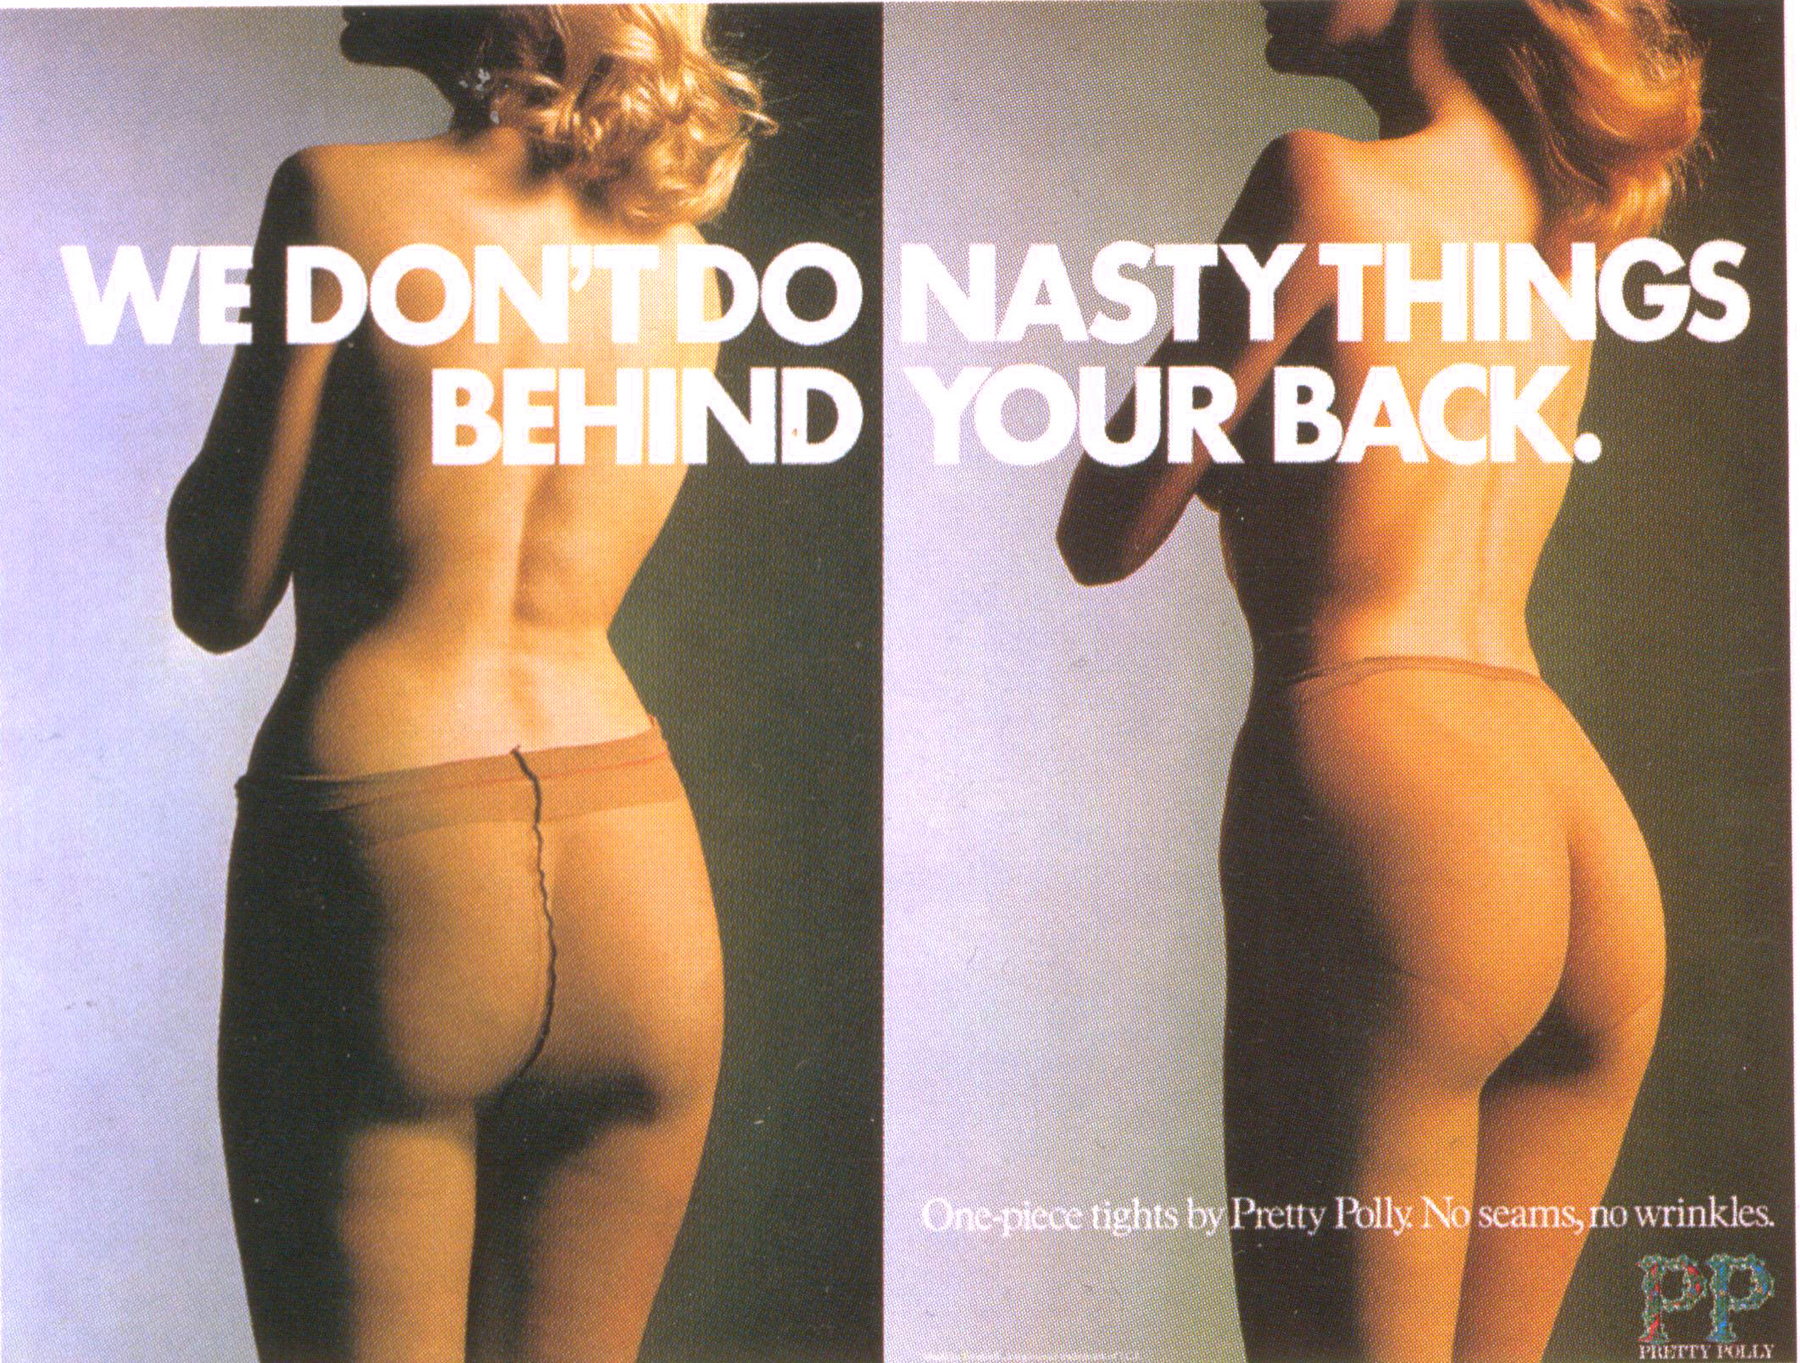 WE DON'T DO NASTY THINGS
BEHIND YOUR BACK.
One-piece tights by Pretty Polly. No seams, no wrinkles.
PP
PRETTY POLLY